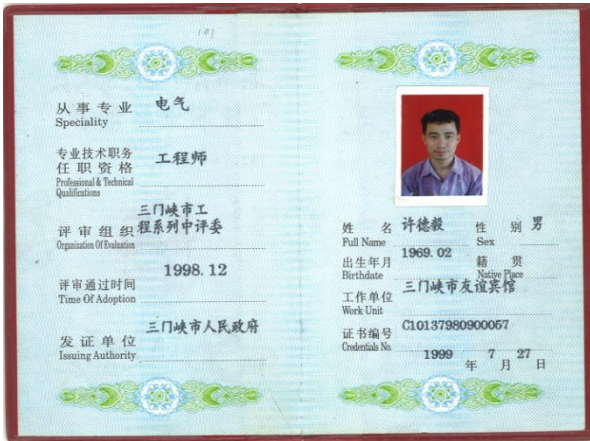 101
从事专业 电气
Speciality
专业技术职务
任职资格 工程师
Professional & Technical
Qualifications
三门峡市工
评审组织 程系列中评委
Organization Of Evaluation
1998.12
评审通过时间
Time Of Adoption
三门峡市人民政府
发证单位
Issuing Authority
姓名 许德毅 性别 男
Full Name Sex
1969.02
出生年月 籍贯
Birthdate Native Place
三门峡市友谊宾馆
工作单位
Work Unit
证书编号 C10137980900057
Credentials No.
1999 年 7 月 27 日